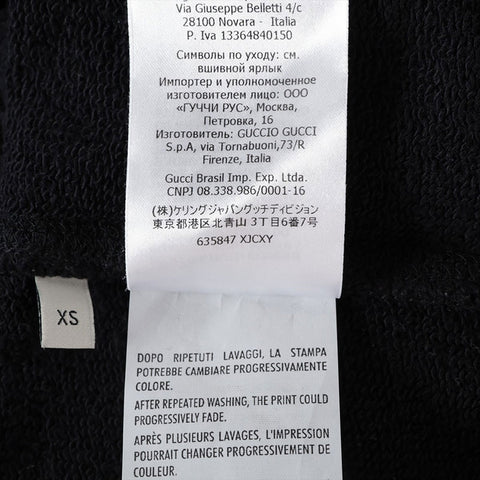 Via Giuseppe Belletti 4/c
28100 Novara - Italia
P. Iva 13364840150
Символы по уходу: см.
вшивной ярлык
Импортер и уполномоченное
изготовителем лицо: ООО
«ГУЧЧИ РУС», Москва,
Петровка, 16
Изготовитель: GUCCIO GUCCI
S.p.A, via Tornabuoni,73/R
Firenze, Italia
Gucci Brasil Imp. Exp. Ltda.
CNPJ 08.338.986/0001-16
(株)ケリングジャパングッチディビジョン
東京都港区北青山 3丁目6番7号
635847 XJCXY
XS
DOPO RIPETUTI LAVAGGI, LA STAMPA
POTREBBE CAMBIARE PROGRESSIVAMENTE
COLORE.
AFTER REPEATED WASHING, THE PRINT COULD
PROGRESSIVELY FADE.
APRÈS PLUSIEURS LAVAGES, L'IMPRESSION
POURRAIT CHANGER PROGRESSIVEMENT DE
COULEUR.